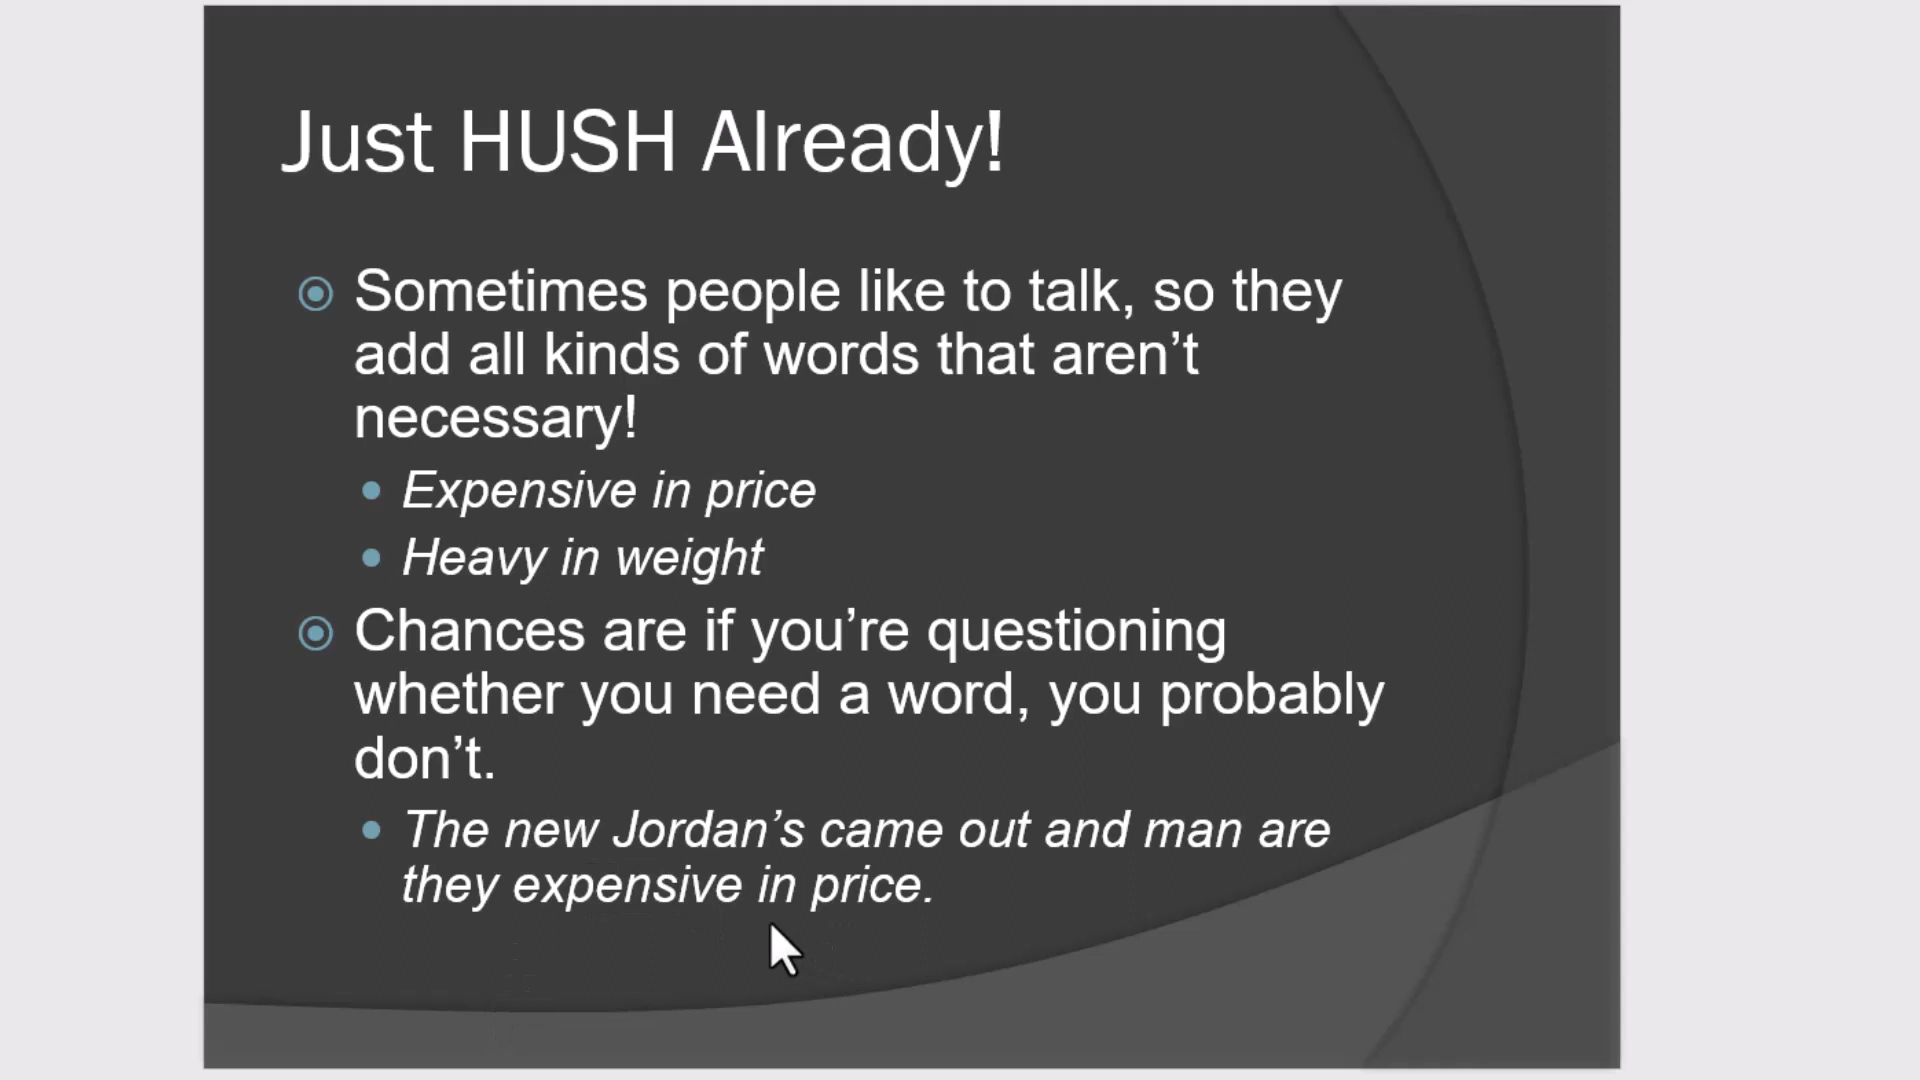 Just HUSH Already!
Sometimes people like to talk, so they
add all kinds of words that aren’t
necessary!
Expensive in price
Heavy in weight
Chances are if you’re questioning
whether you need a word, you probably
don’t.
The new Jordan’s came out and man are
they expensive in price.